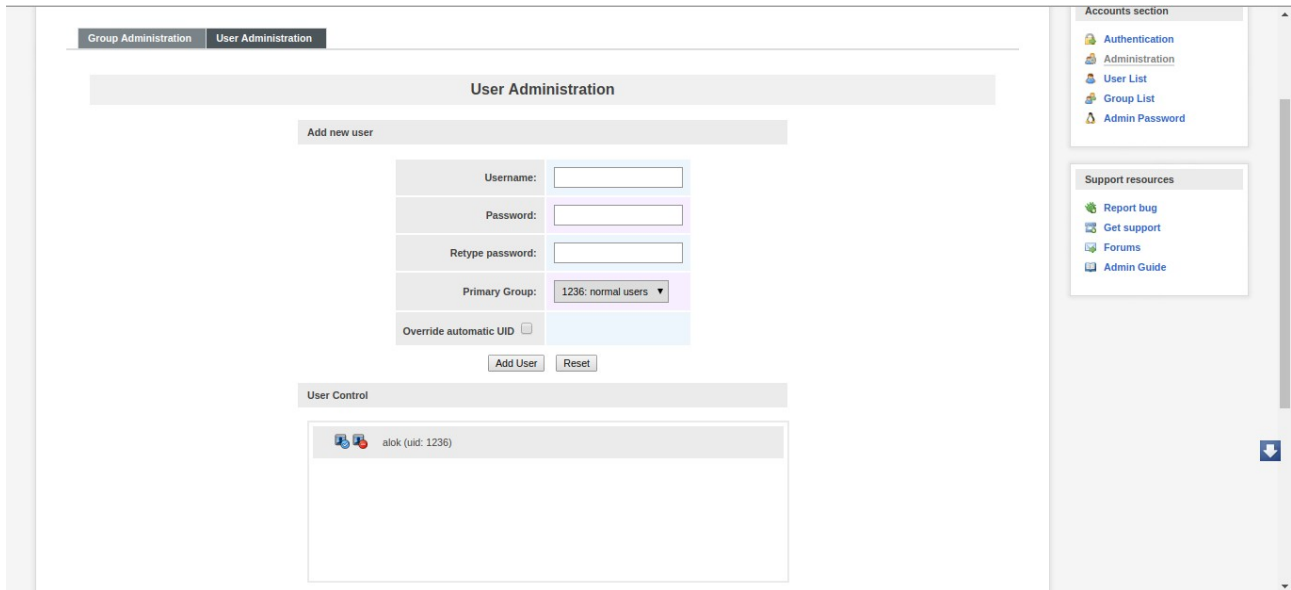 Group Administration
User Administration
User Administration
Add new user
Username:
Password:
Retype password:
Primary Group:
1236: normal users
Override automatic UID
Add User
Reset
User Control
alok (uid: 1236)
Accounts section
Authentication
Administration
User List
Group List
Admin Password
Support resources
Report bug
Get support
Forums
Admin Guide